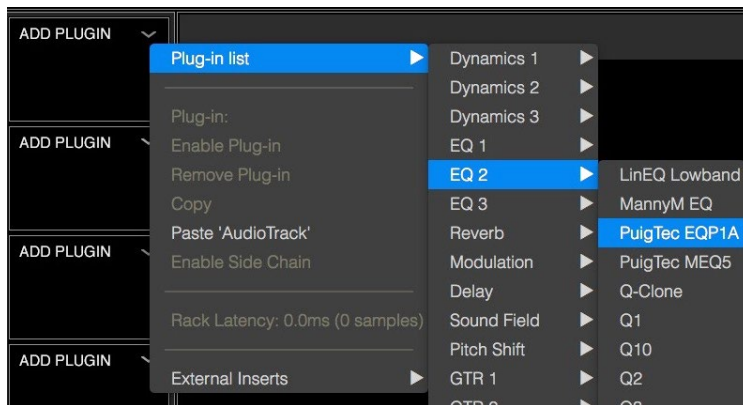 ADD PLUGIN
Plug-in list
Plug-in:
Enable Plug-in
Remove Plug-in
Copy
Paste 'AudioTrack'
Enable Side Chain
Rack Latency: 0.0ms (0 samples)
External Inserts
Dynamics 1
Dynamics 2
Dynamics 3
EQ 1
EQ 2
EQ 3
Reverb
Modulation
Delay
Sound Field
Pitch Shift
GTR 1
LinEQ Lowband
MannyM EQ
PuigTec EQP1A
PuigTec MEQ5
Q-Clone
Q1
Q10
Q2
ADD PLUGIN
ADD PLUGIN
ADD PLUGIN